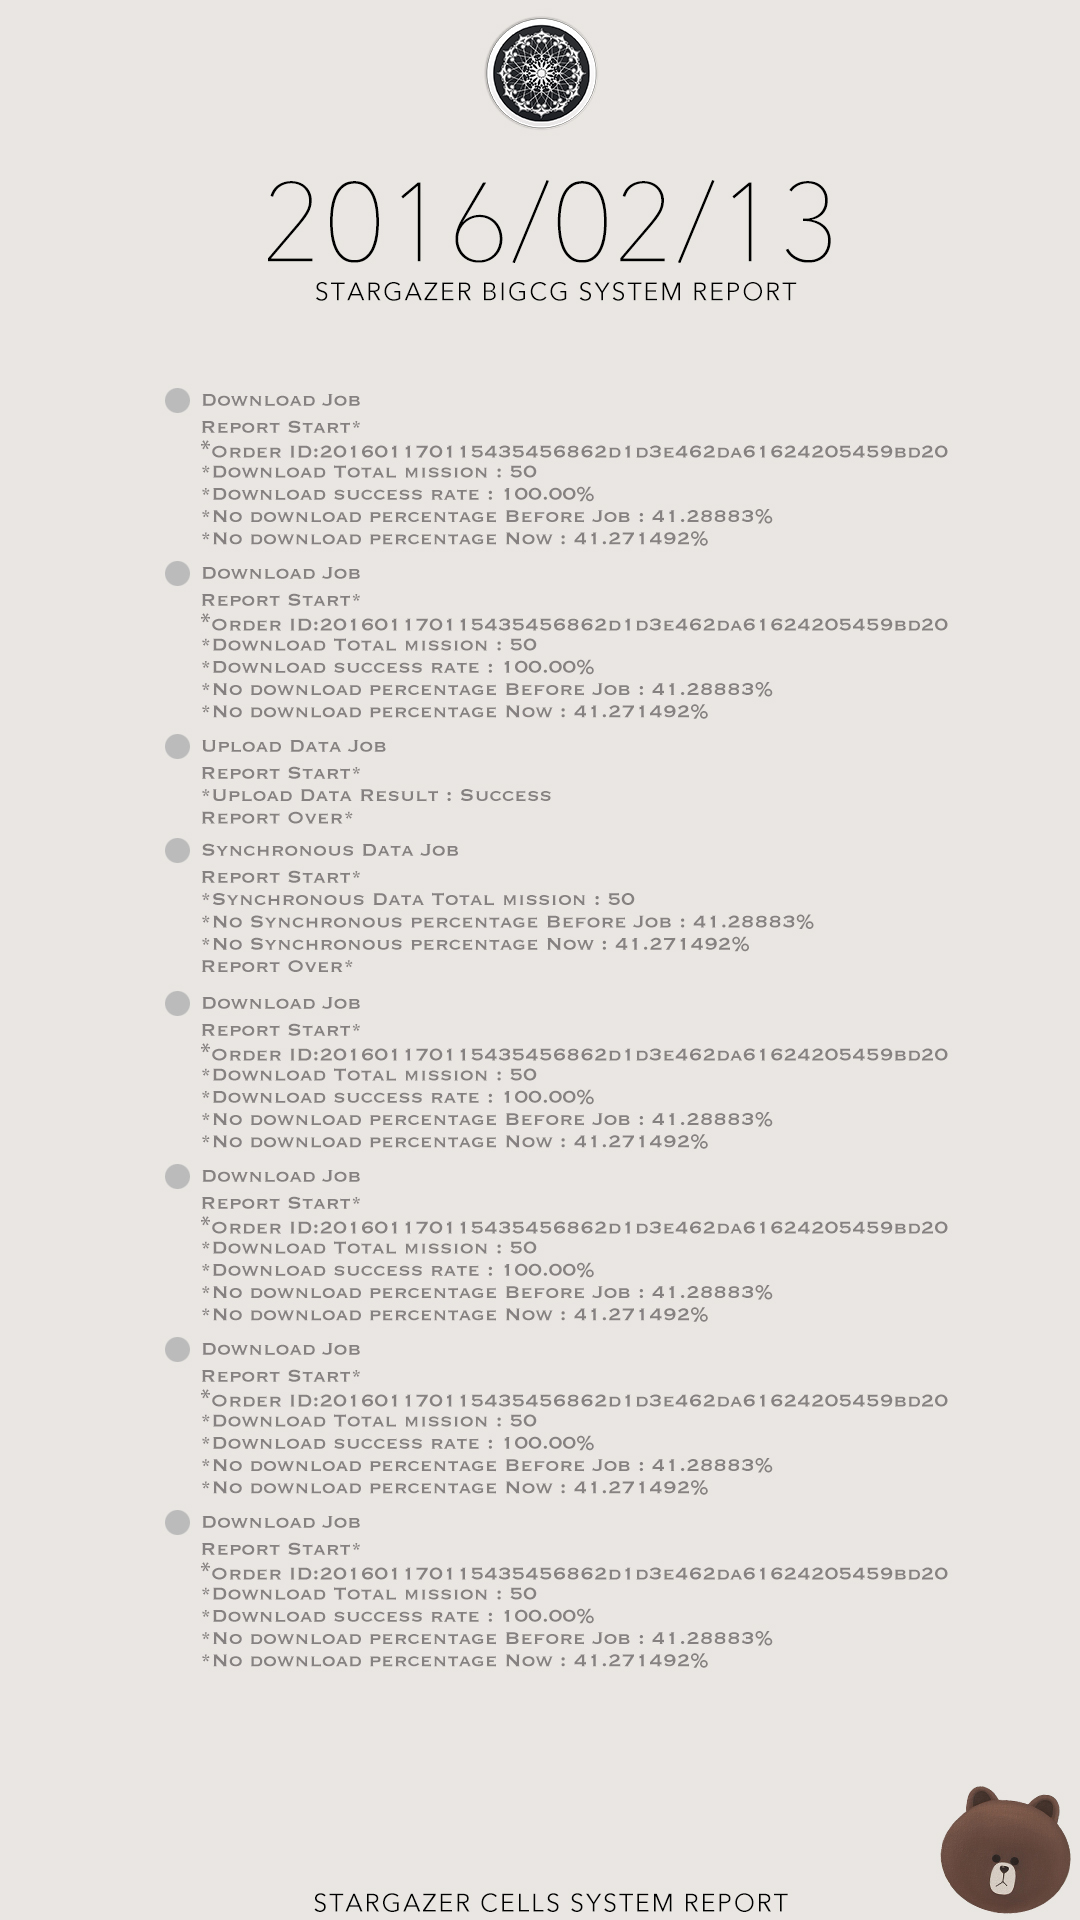 2016/02/13
STARGAZER BIGCG SYSTEM REPORT
Download Job
Report Start*
*Order ID:201601170115435456862d1d3e462da61624205459bd20
*Download Total mission : 50
*Download success rate : 100.00%
*No download percentage Before Job : 41.28883%
*No download percentage Now : 41.271492%
Download Job
Report Start*
*Order ID:201601170115435456862d1d3e462da61624205459bd20
*Download Total mission : 50
*Download success rate : 100.00%
*No download percentage Before Job : 41.28883%
*No download percentage Now : 41.271492%
Upload Data Job
Report Start*
*Upload Data Result : Success
Report Over*
Synchronous Data Job
Report Start*
*Synchronous Data Total mission : 50
*No Synchronous percentage Before Job : 41.28883%
*No Synchronous percentage Now : 41.271492%
Report Over*
Download Job
Report Start*
*Order ID:201601170115435456862d1d3e462da61624205459bd20
*Download Total mission : 50
*Download success rate : 100.00%
*No download percentage Before Job : 41.28883%
*No download percentage Now : 41.271492%
Download Job
Report Start*
*Order ID:201601170115435456862d1d3e462da61624205459bd20
*Download Total mission : 50
*Download success rate : 100.00%
*No download percentage Before Job : 41.28883%
*No download percentage Now : 41.271492%
Download Job
Report Start*
*Order ID:201601170115435456862d1d3e462da61624205459bd20
*Download Total mission : 50
*Download success rate : 100.00%
*No download percentage Before Job : 41.28883%
*No download percentage Now : 41.271492%
Download Job
Report Start*
*Order ID:201601170115435456862d1d3e462da61624205459bd20
*Download Total mission : 50
*Download success rate : 100.00%
*No download percentage Before Job : 41.28883%
*No download percentage Now : 41.271492%
STARGAZER CELLS SYSTEM REPORT